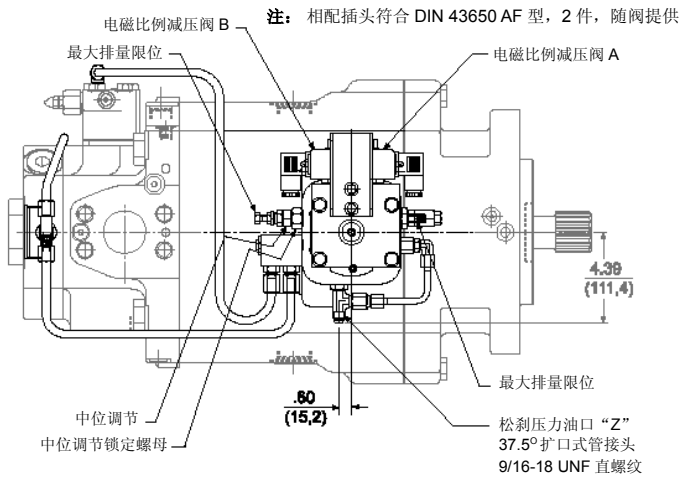 注： 相配插头符合 DIN 43650 AF 型，2 件，随阀提供
电磁比例减压阀 B
最大排量限位
电磁比例减压阀 A
4.39
(111,4)
.60
(15,2)
最大排量限位
中位调节
中位调节锁定螺母
松刹压力油口“Z”
37.5° 扩口式管接头
9/16-18 UNF 直螺纹